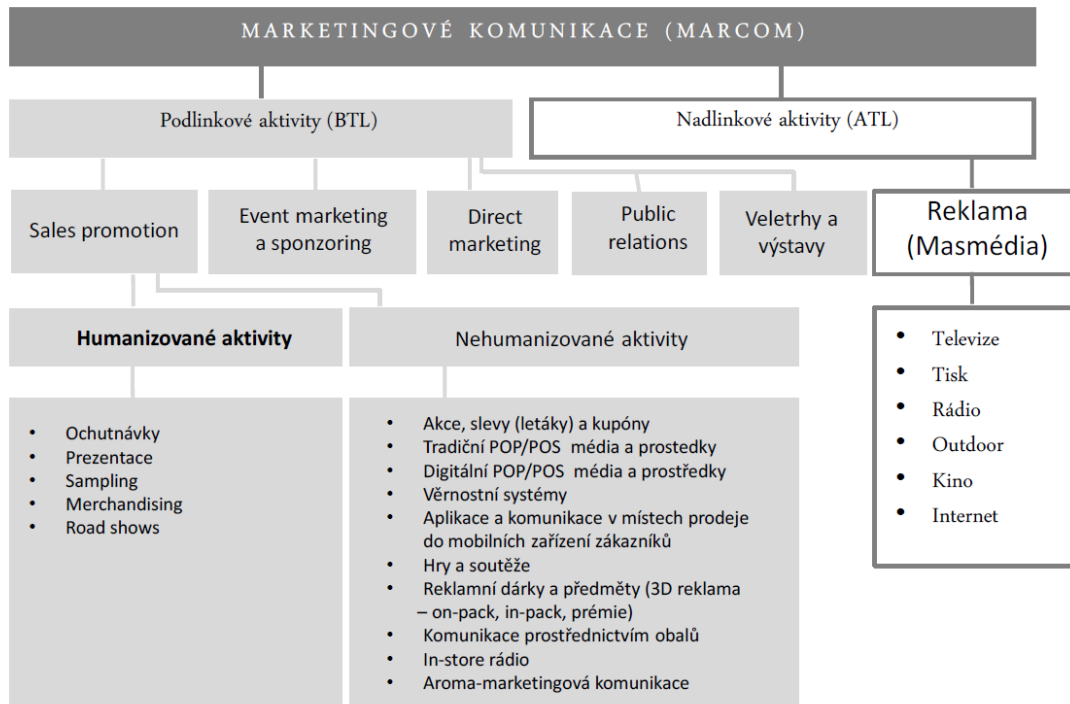 MARKETINGOVÉ KOMUNIKACE (MARCOM)
Podlinkové aktivity (BTL)
Nadlinkové aktivity (ATL)
Sales promotion
Event marketing
a sponzoring
Direct
marketing
Public
relations
Veletrhy a
výstavy
Reklama
(Masmédia)
Humanizované aktivity
Nehumanizované aktivity
• Ochutnávky
• Prezentace
• Sampling
• Merchandising
• Road shows
• Akce, slevy (letáky) a kupóny
• Tradiční POP/POS média a prostedky
• Digitální POP/POS média a prostředky
• Věrnostní systémy
• Aplikace a komunikace v místech prodeje
do mobilních zařízení zákazníků
• Hry a soutěže
• Reklamní dárky a předměty (3D reklama
– on-pack, in-pack, prémie)
• Komunikace prostřednictvím obalů
• In-store rádio
• Aroma-marketingová komunikace
• Televize
• Tisk
• Rádio
• Outdoor
• Kino
• Internet